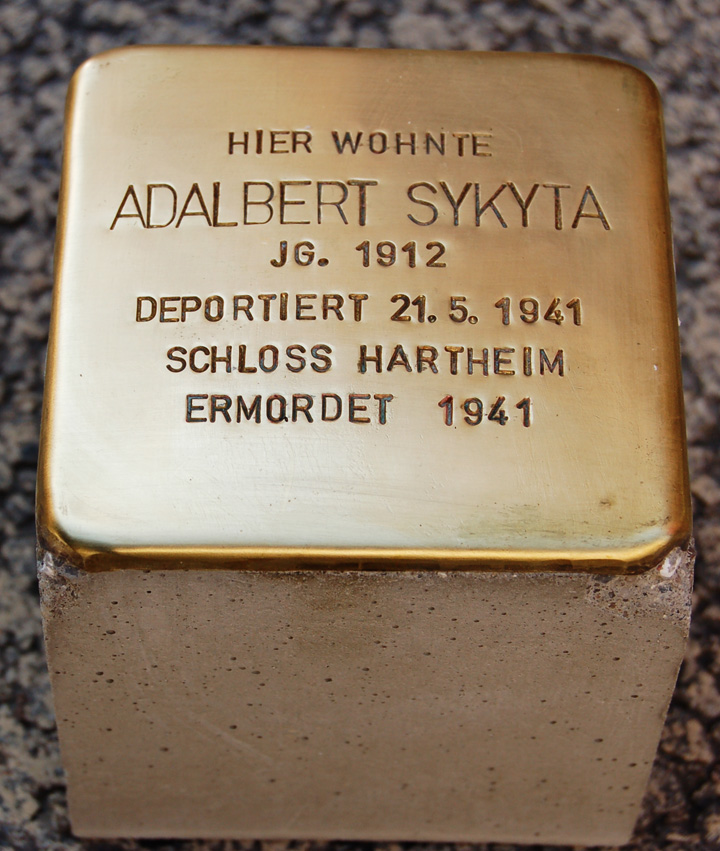 HIER WOHNTE
ADALBERT SYKYTA
JG. 1912
DEPORTIERT 21.5.1941
SCHLOSS HARTHEIM
ERMORDET 1941